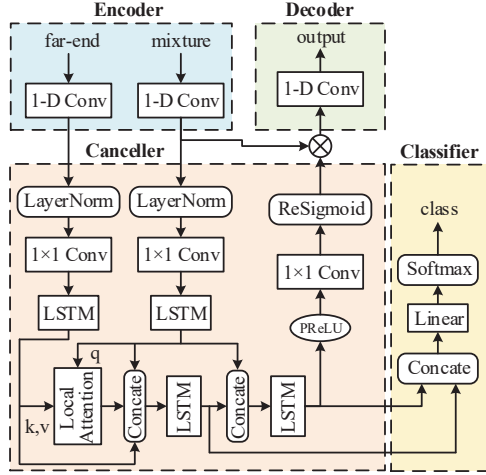 Encoder
Decoder
far-end
mixture
output
1-D Conv
1-D Conv
1-D Conv
Canceller
Classifier
LayerNorm
LayerNorm
ReSigmoid
class
1×1 Conv
1×1 Conv
1×1 Conv
Softmax
LSTM
LSTM
PReLU
Linear
q
Concate
k,v
Local
Attention
Concate
LSTM
Concate
LSTM